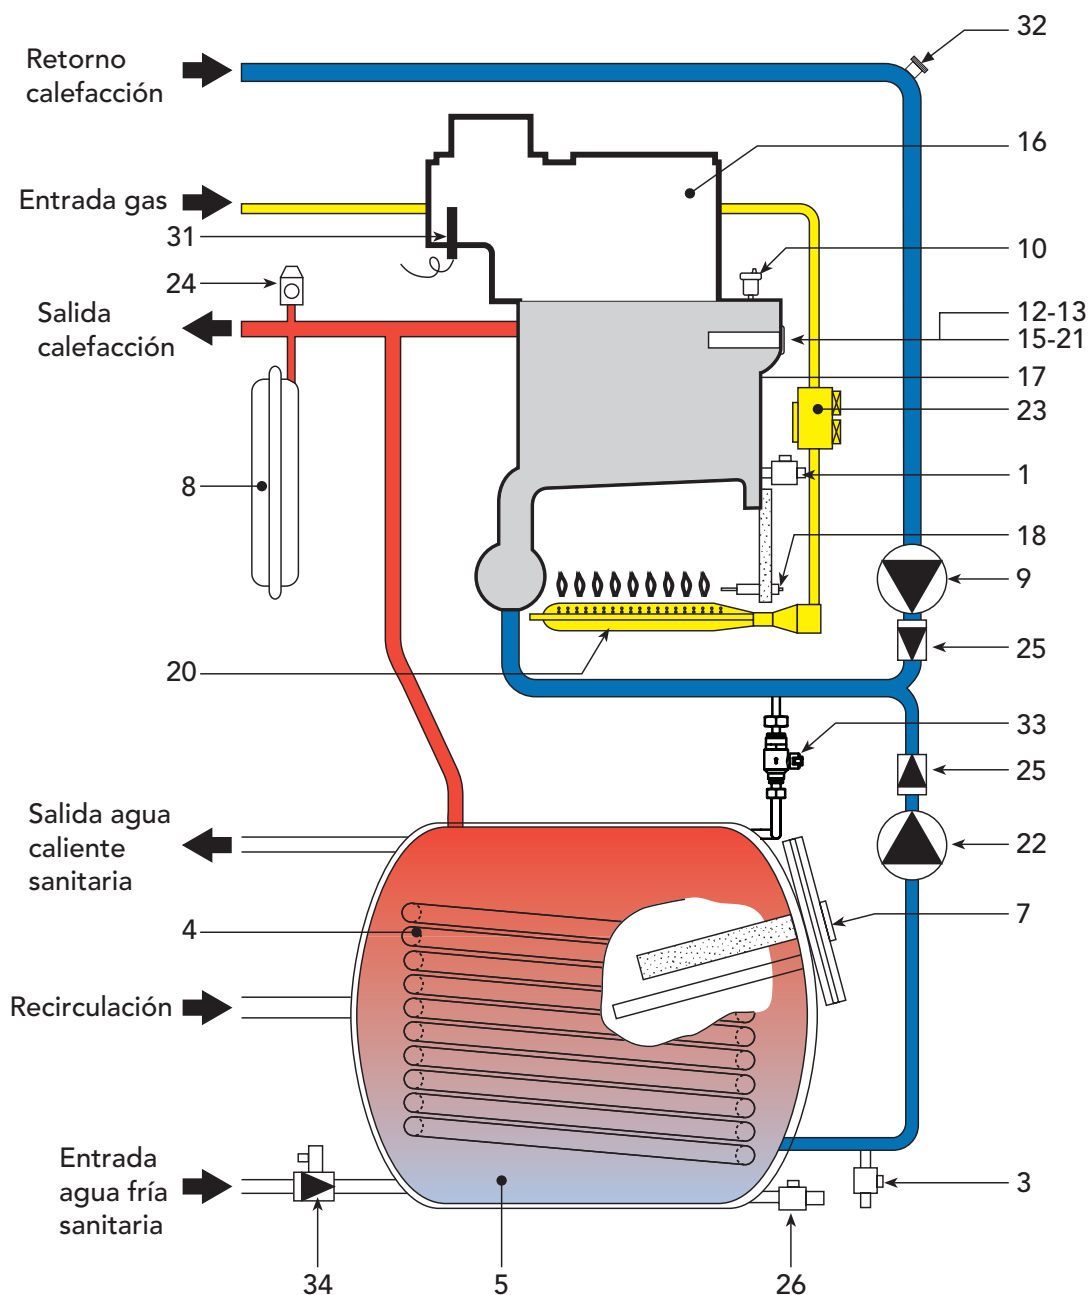 32
Retorno
calefacción
16
Entrada gas
31
10
24
Salida
calefacción
12-13
15-21
17
23
1
8
18
9
25
20
33
25
Salida agua
caliente
sanitaria
22
7
4
Recirculación
Entrada
agua fría
sanitaria
3
34
5
26